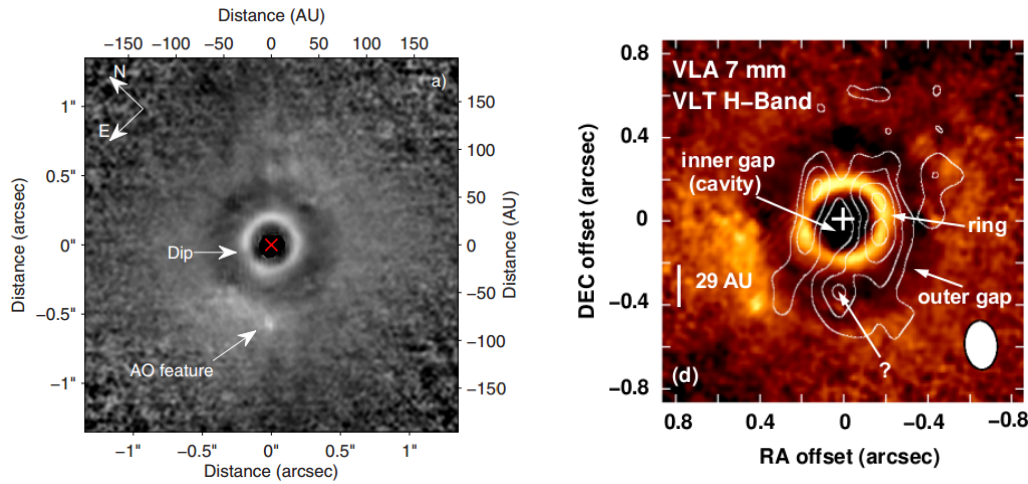 Distance (AU)
−150 −100 −50 0 50 100 150
N
E
a)
1"
0.5"
0"
−0.5"
−1"
Distance (arcsec)
150
100
50
0
−50
−100
−150
Distance (AU)
Dip
AO feature
−1" −0.5" 0" 0.5" 1"
Distance (arcsec)
VLA 7 mm
VLT H−Band
inner gap
(cavity)
ring
29 AU
outer gap
?
(d)
0.8
0.4
0
−0.4
−0.8
DEC offset (arcsec)
0.8 0.4 0 −0.4 −0.8
RA offset (arcsec)